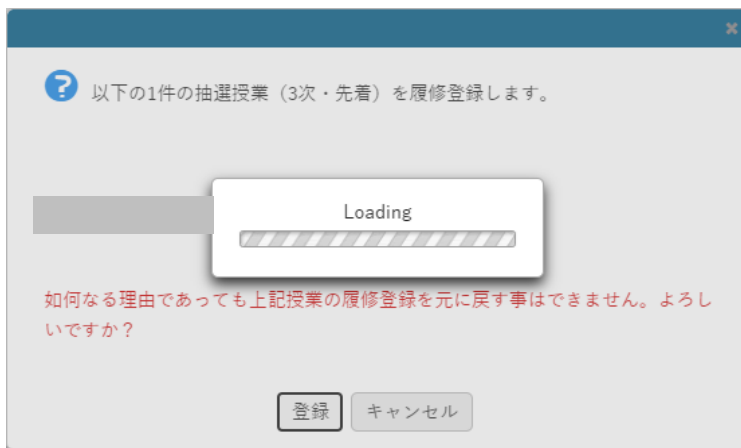 以下の1件の抽選授業（3次・先着）を履修登録します。
Loading
如何なる理由であっても上記授業の履修登録を元に戻す事はできません。よろし
いですか？
登録 キャンセル